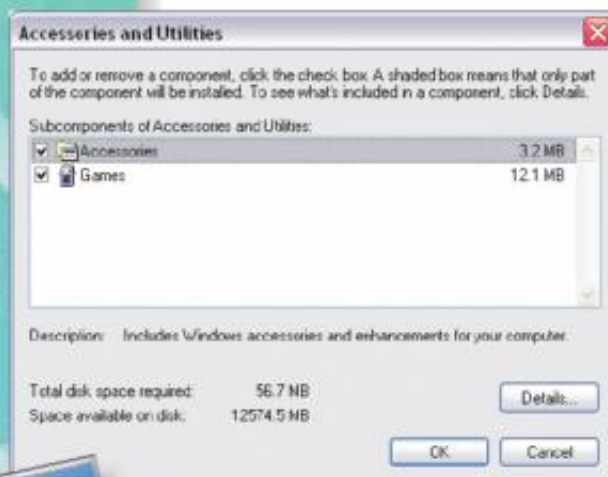 Accessories and Utilities
To add or remove a component, click the check box. A shaded box means that only part
of the component will be installed. To see what's included in a component, click Details.
Subcomponents of Accessories and Utilities:
Accessories 3.2 MB
Games 12.1 MB
Description: Includes Windows accessories and enhancements for your computer.
Total disk space required: 56.7 MB
Space available on disk: 12574.5 MB
Details...
OK Cancel